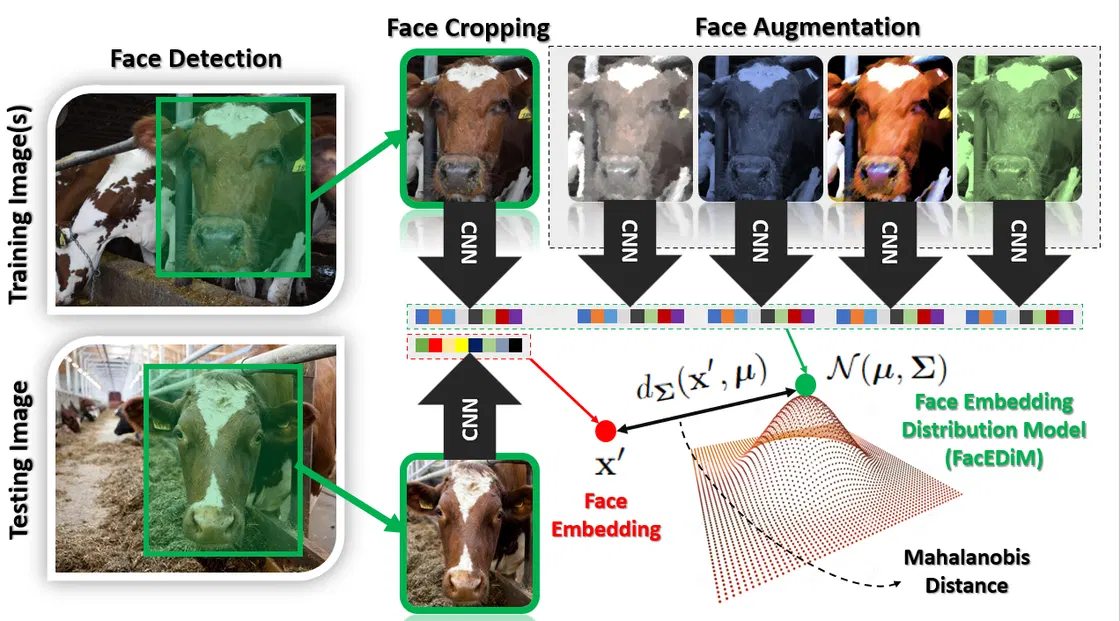 Face Cropping
Face Augmentation
Face Detection
Training Image(s)
CNN
CNN
CNN
CNN
CNN
Testing Image
CNN
d_Σ(x′, μ)
N(μ, Σ)
x′
Face
Embedding
Face Embedding
Distribution Model
(FacEDiM)
Mahalanobis
Distance